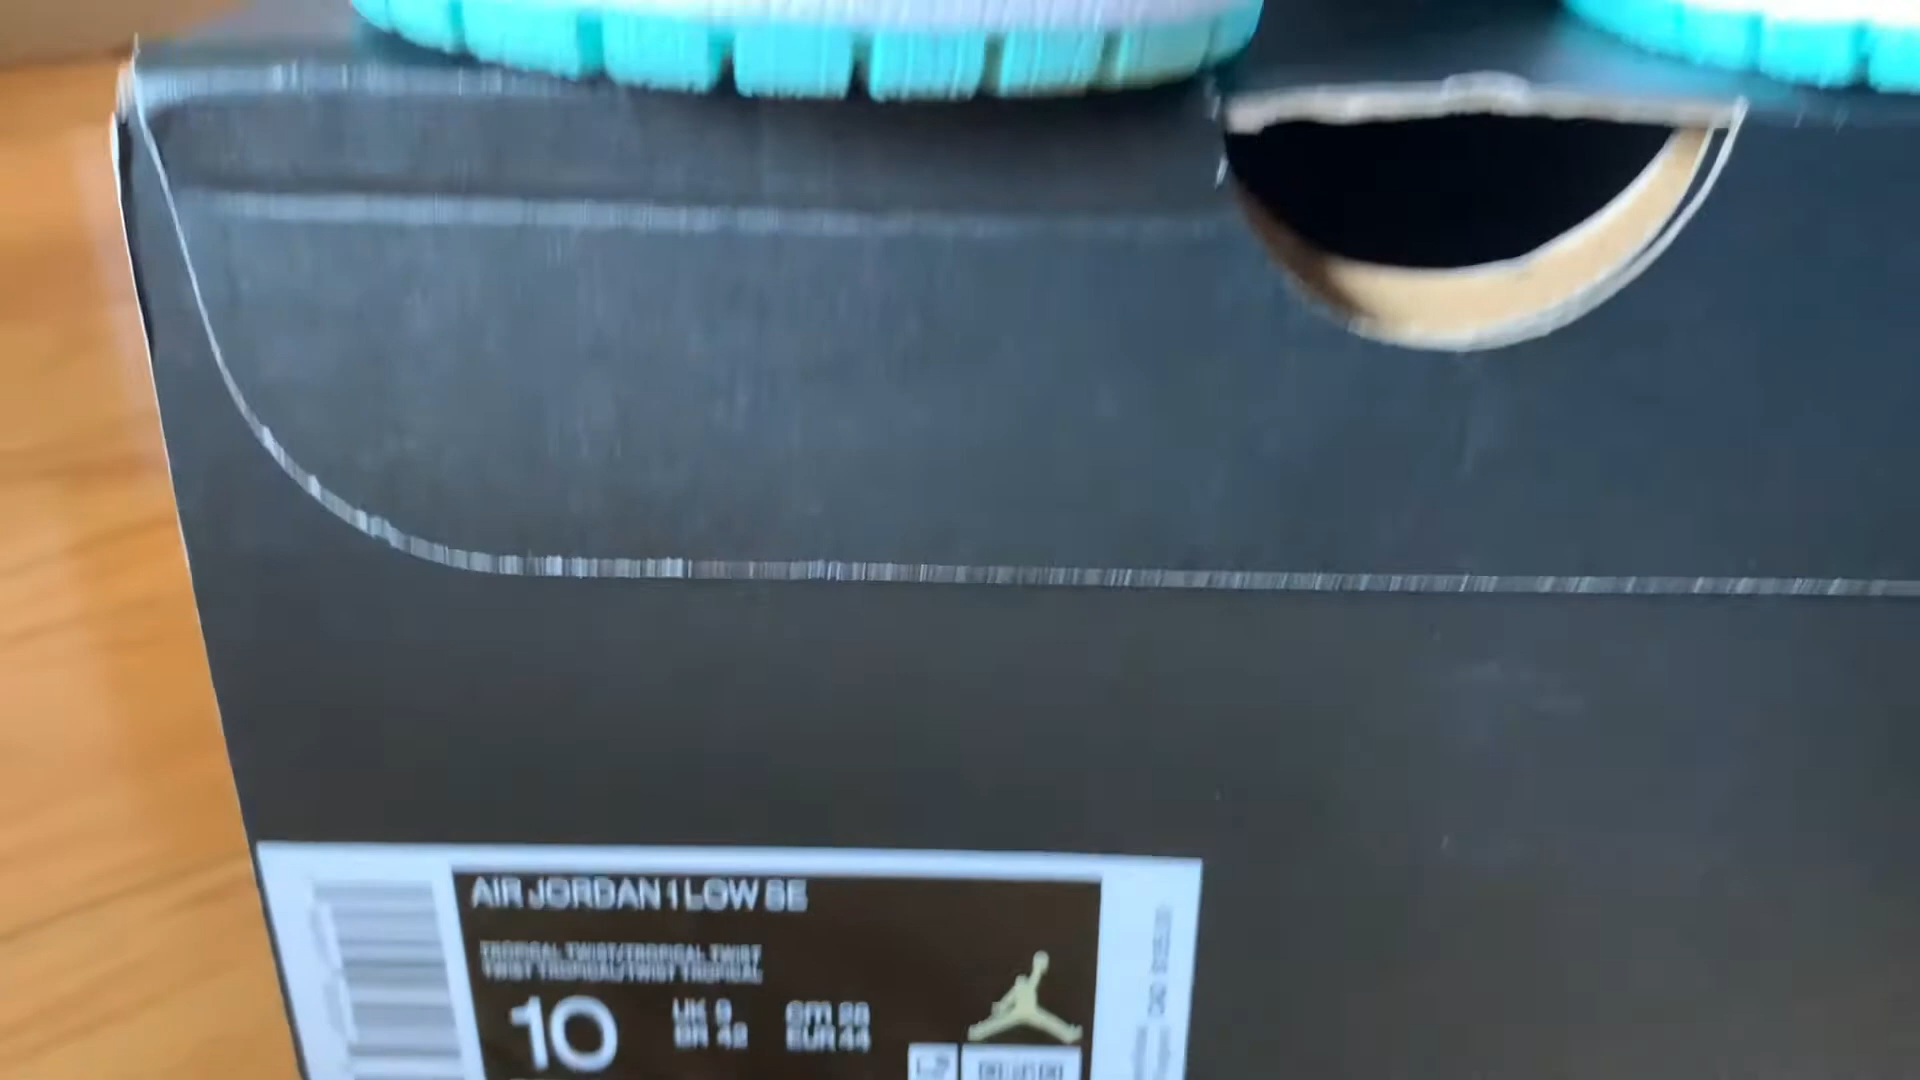 AIR JORDAN 1 LOW SE
TROPICAL TWIST/TROPICAL TWIST
TWIST TROPICAL/TWIST TROPICAL
10
UK 9
BR 42
cm 28
EUR 44